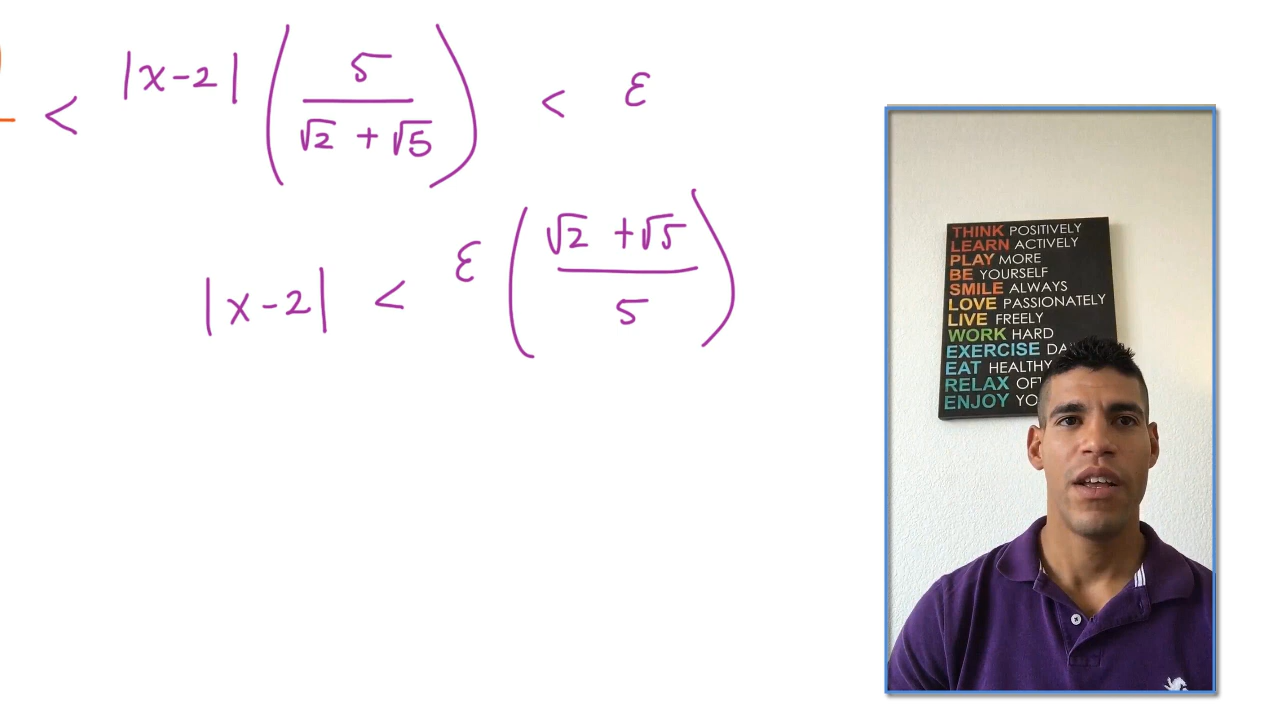 < |x-2| ( 5 / √2 + √5 ) < ε
|x-2| < ε ( √2 + √5 / 5 )
THINK POSITIVELY
LEARN ACTIVELY
PLAY MORE
BE YOURSELF
SMILE ALWAYS
LOVE PASSIONATELY
LIVE FREELY
WORK HARD
EXERCISE
EAT HEALTHY
RELAX
ENJOY